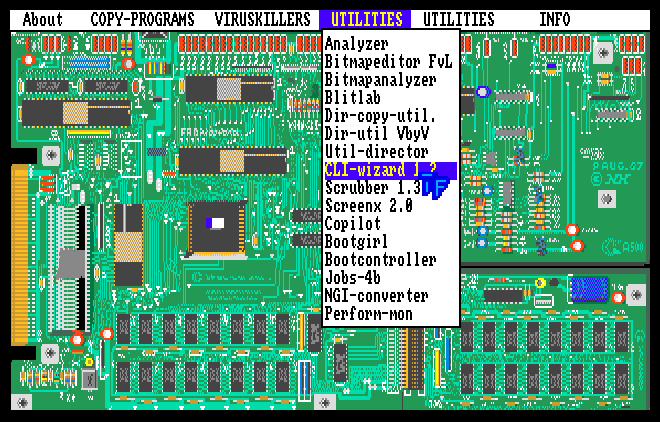 About COPY-PROGRAMS VIRUSKILLERS UTILITIES UTILITIES INFO
Analyzer
Bitmapeditor FvL
Bitmapanalyzer
Blitlab
Dir-copy-util.
Dir-util VbyV
Util-director
CLI-wizard 1.2
Scrubber 1.3
Screenx 2.0
Copilot
Bootgirl
Bootcontroller
Jobs-4b
NGI-converter
Perform-mon
AUG.87
A500